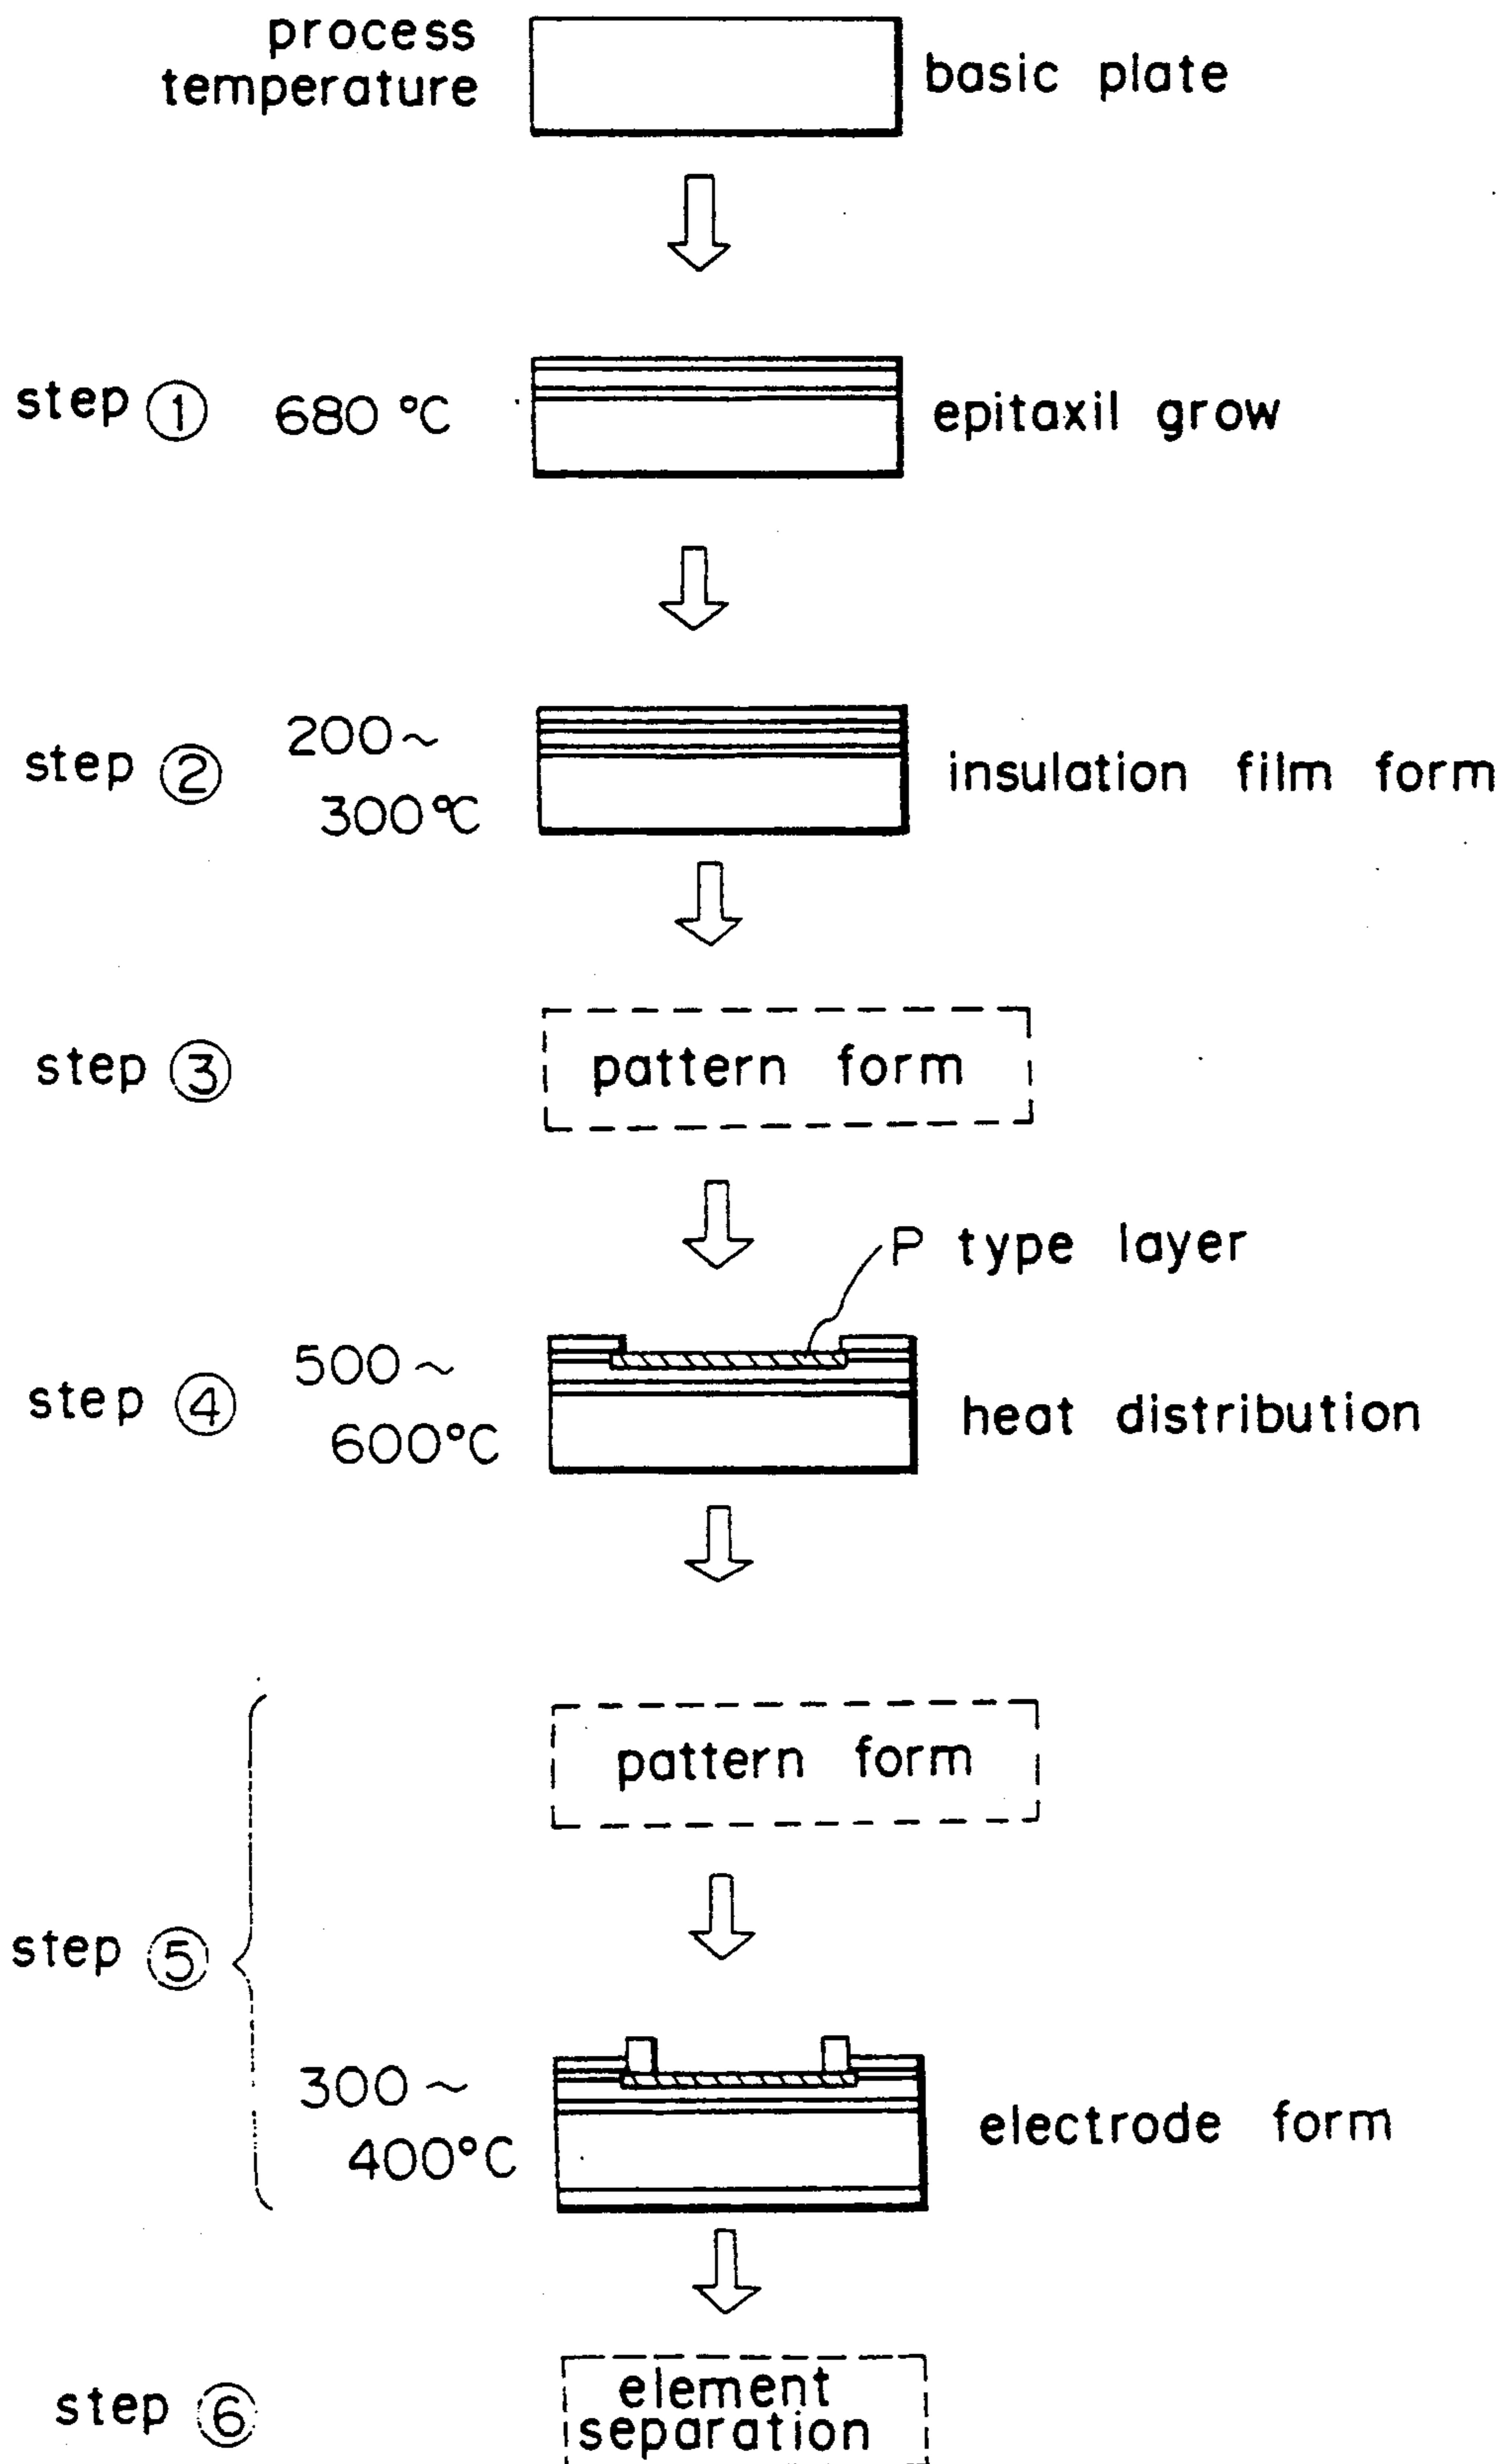 process
temperature
basic plate
step ① 680 °C
epitaxil grow
step ② 200~
300°C
insulation film form
step ③
pattern form
P type layer
step ④ 500~
600°C
heat distribution
pattern form
step ⑤
300~
400°C
electrode form
step ⑥
element
separation